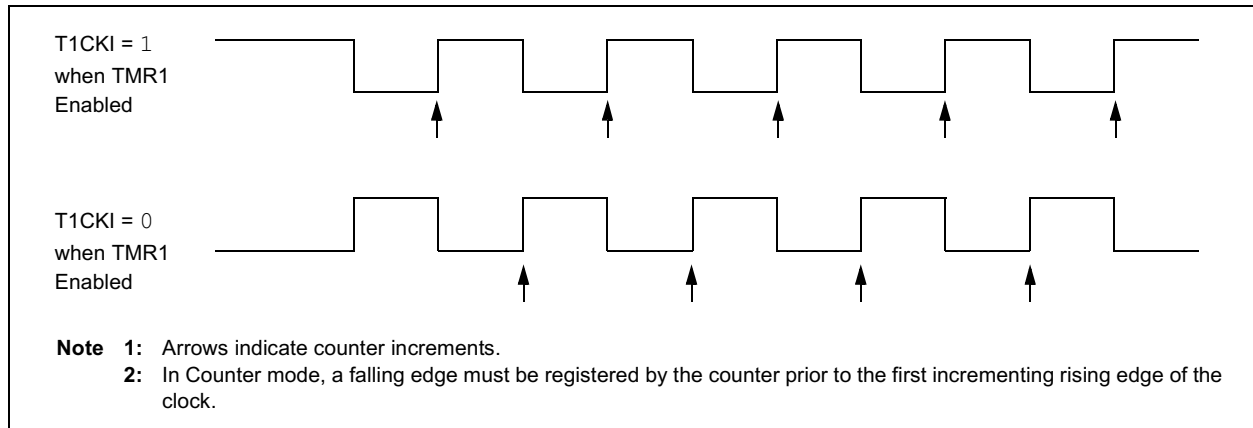 T1CKI = 1
when TMR1
Enabled
T1CKI = 0
when TMR1
Enabled
Note 1: Arrows indicate counter increments.
2: In Counter mode, a falling edge must be registered by the counter prior to the first incrementing rising edge of the
clock.